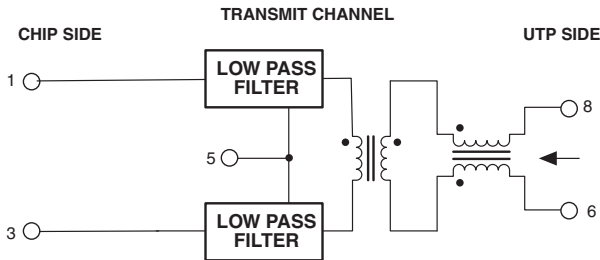 TRANSMIT CHANNEL
CHIP SIDE
UTP SIDE
LOW PASS
FILTER
1
8
5
LOW PASS
FILTER
3
6